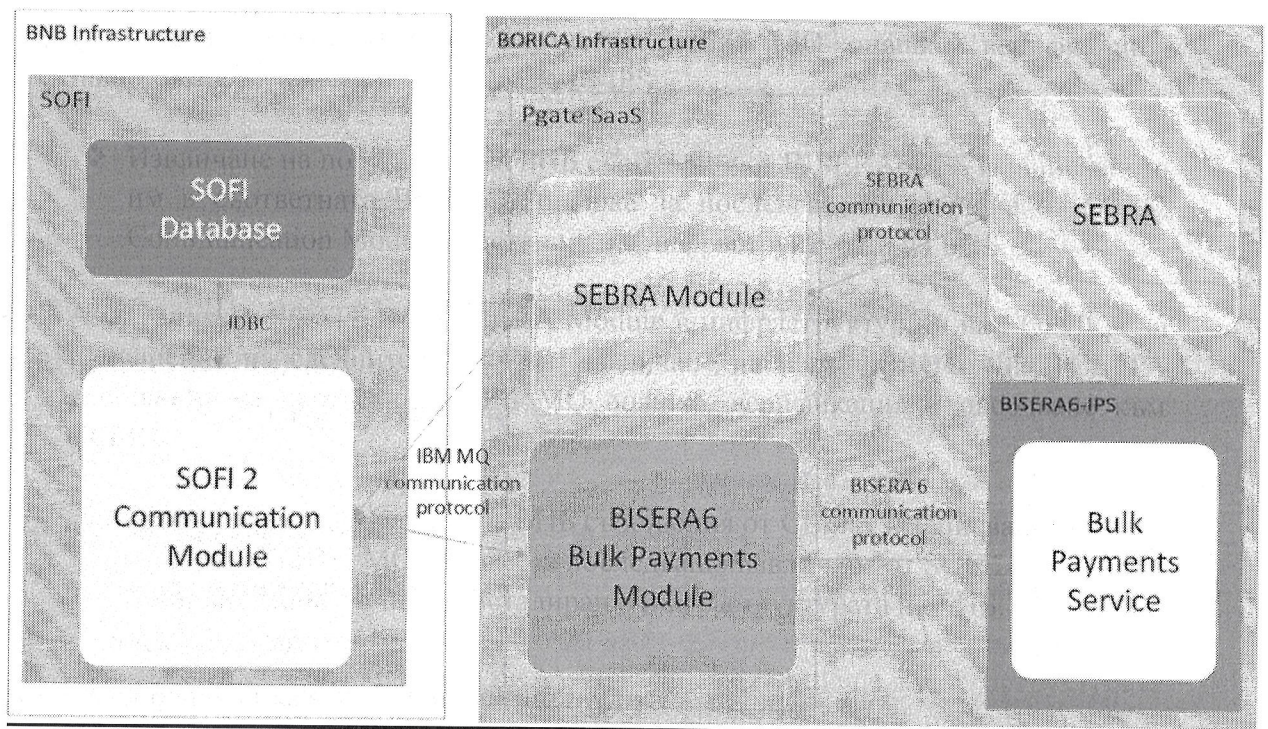 BNB Infrastructure
SOFI
SOFI
Database
JDBC
SOFI 2
Communication
Module
IBM MQ
communication
protocol
BORICA Infrastructure
Pgate SaaS
SEBRA Module
BISERA6
Bulk Payments
Module
SEBRA
communication
protocol
BISERA 6
communication
protocol
SEBRA
BISERA6-IPS
Bulk
Payments
Service